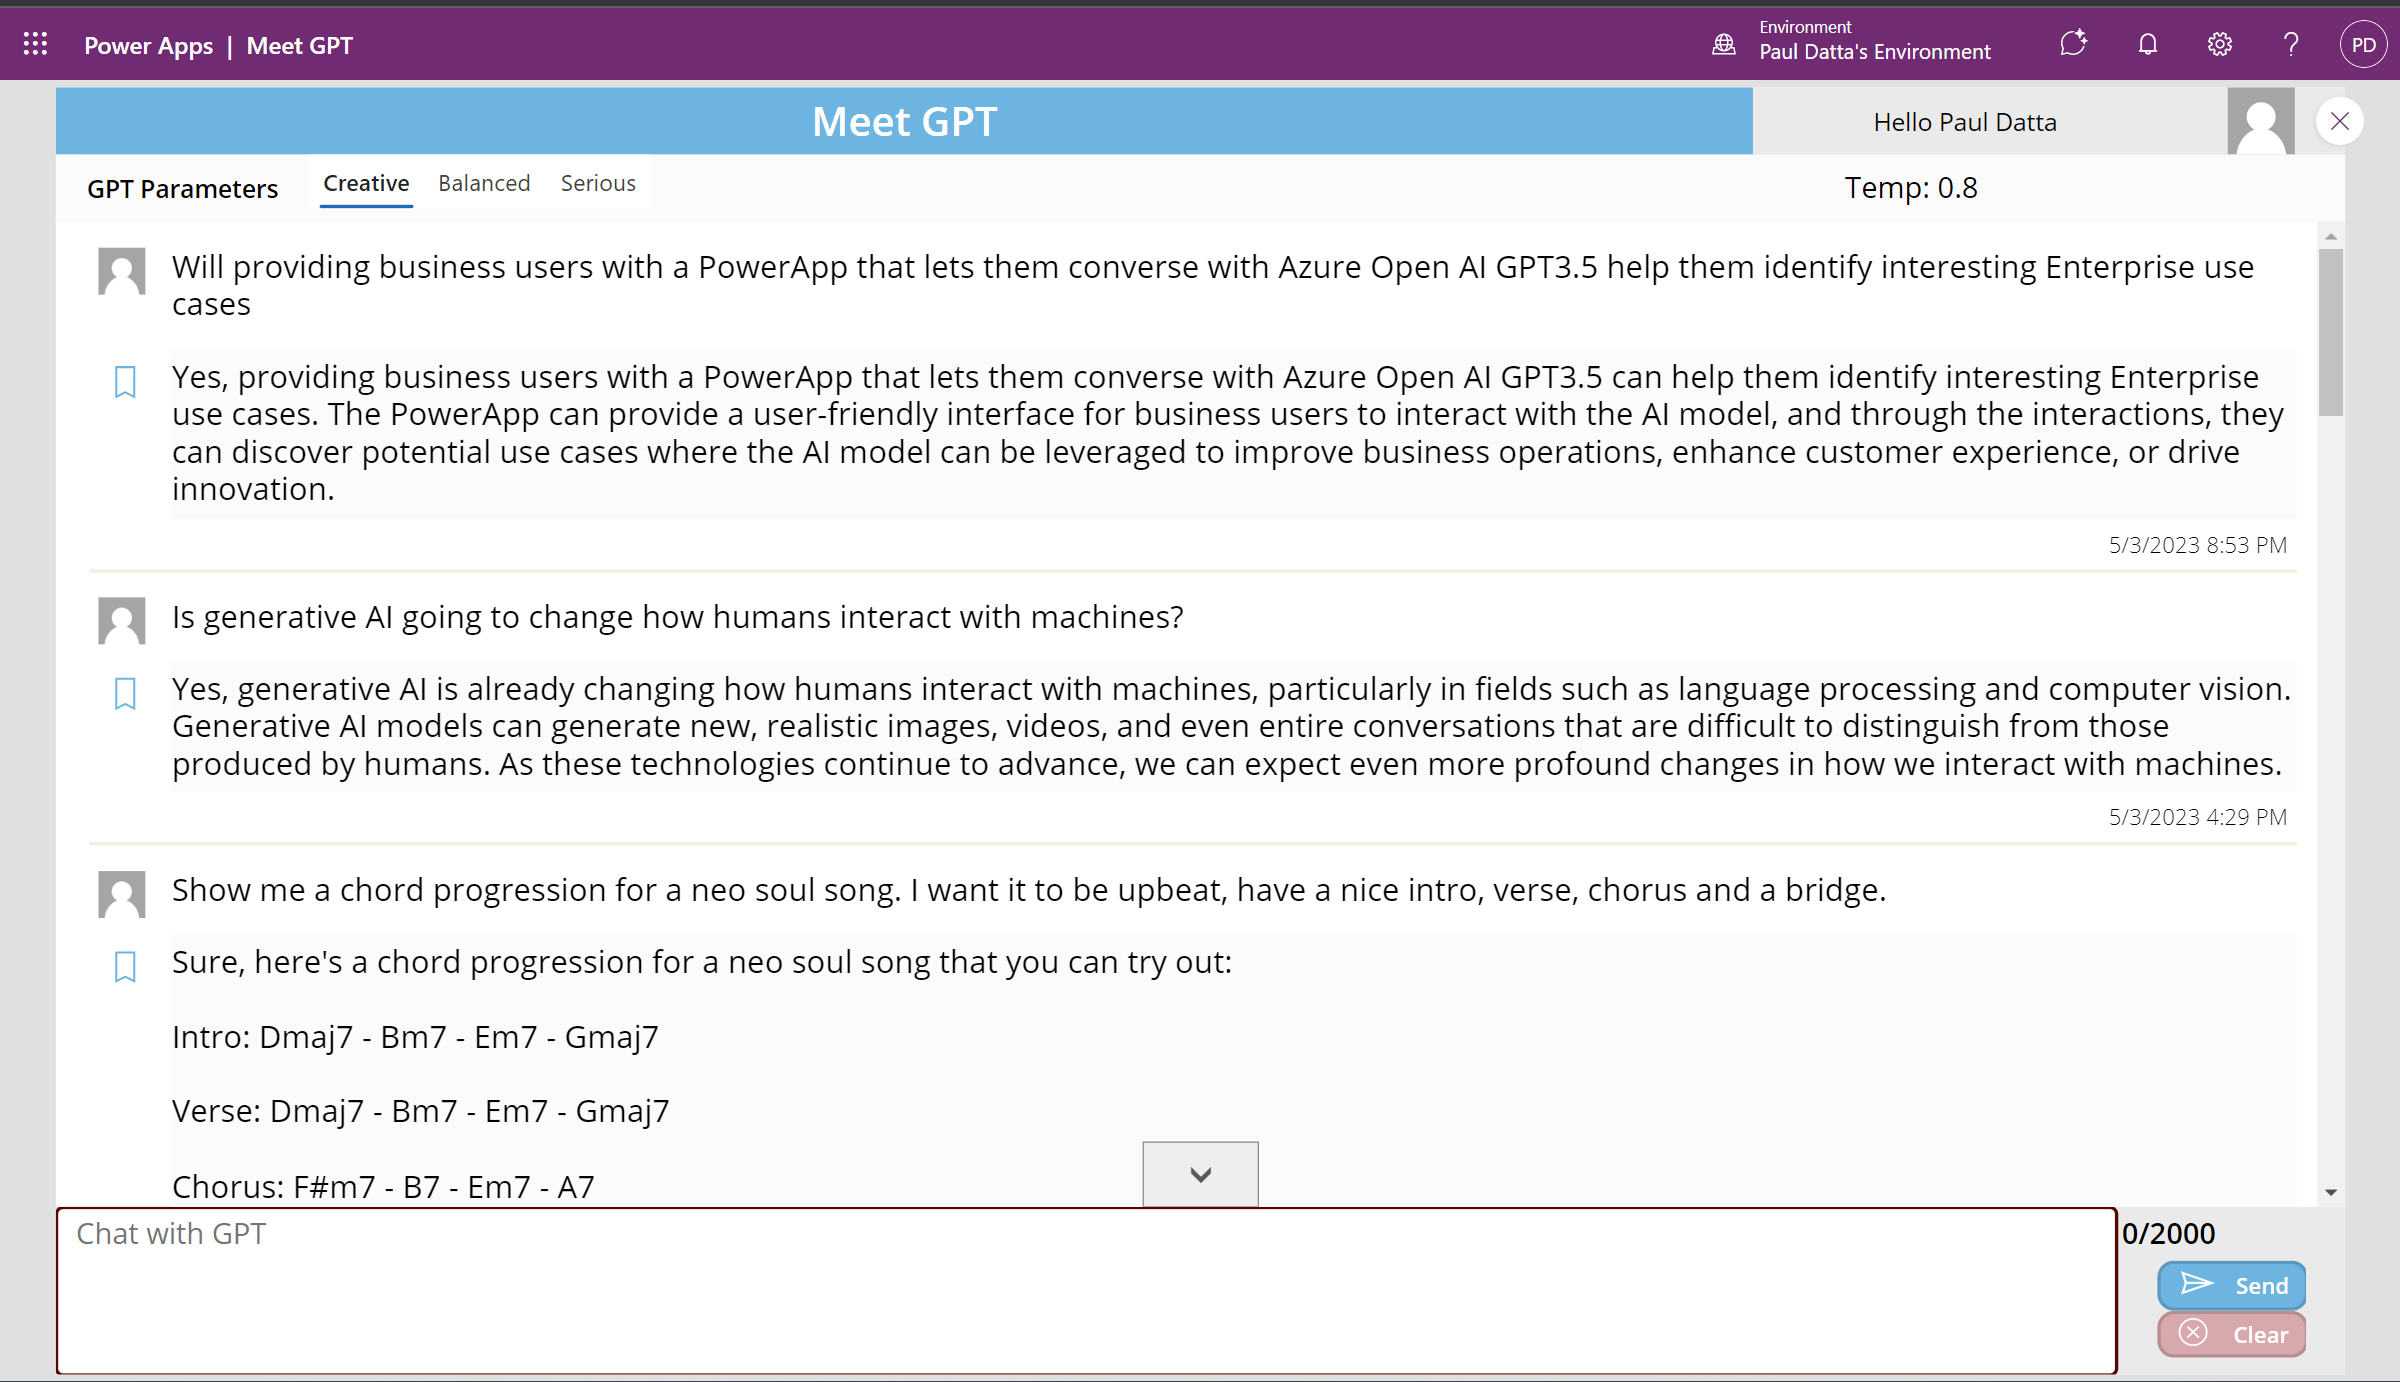 Power Apps | Meet GPT
Environment
Paul Datta's Environment
?
PD
Meet GPT
Hello Paul Datta
GPT Parameters
Creative
Balanced
Serious
Temp: 0.8
Will providing business users with a PowerApp that lets them converse with Azure Open AI GPT3.5 help them identify interesting Enterprise use
cases
Yes, providing business users with a PowerApp that lets them converse with Azure Open AI GPT3.5 can help them identify interesting Enterprise
use cases. The PowerApp can provide a user-friendly interface for business users to interact with the AI model, and through the interactions, they
can discover potential use cases where the AI model can be leveraged to improve business operations, enhance customer experience, or drive
innovation.
5/3/2023 8:53 PM
Is generative AI going to change how humans interact with machines?
Yes, generative AI is already changing how humans interact with machines, particularly in fields such as language processing and computer vision.
Generative AI models can generate new, realistic images, videos, and even entire conversations that are difficult to distinguish from those
produced by humans. As these technologies continue to advance, we can expect even more profound changes in how we interact with machines.
5/3/2023 4:29 PM
Show me a chord progression for a neo soul song. I want it to be upbeat, have a nice intro, verse, chorus and a bridge.
Sure, here's a chord progression for a neo soul song that you can try out:
Intro: Dmaj7 - Bm7 - Em7 - Gmaj7
Verse: Dmaj7 - Bm7 - Em7 - Gmaj7
Chorus: F#m7 - B7 - Em7 - A7
Chat with GPT
0/2000
Send
Clear